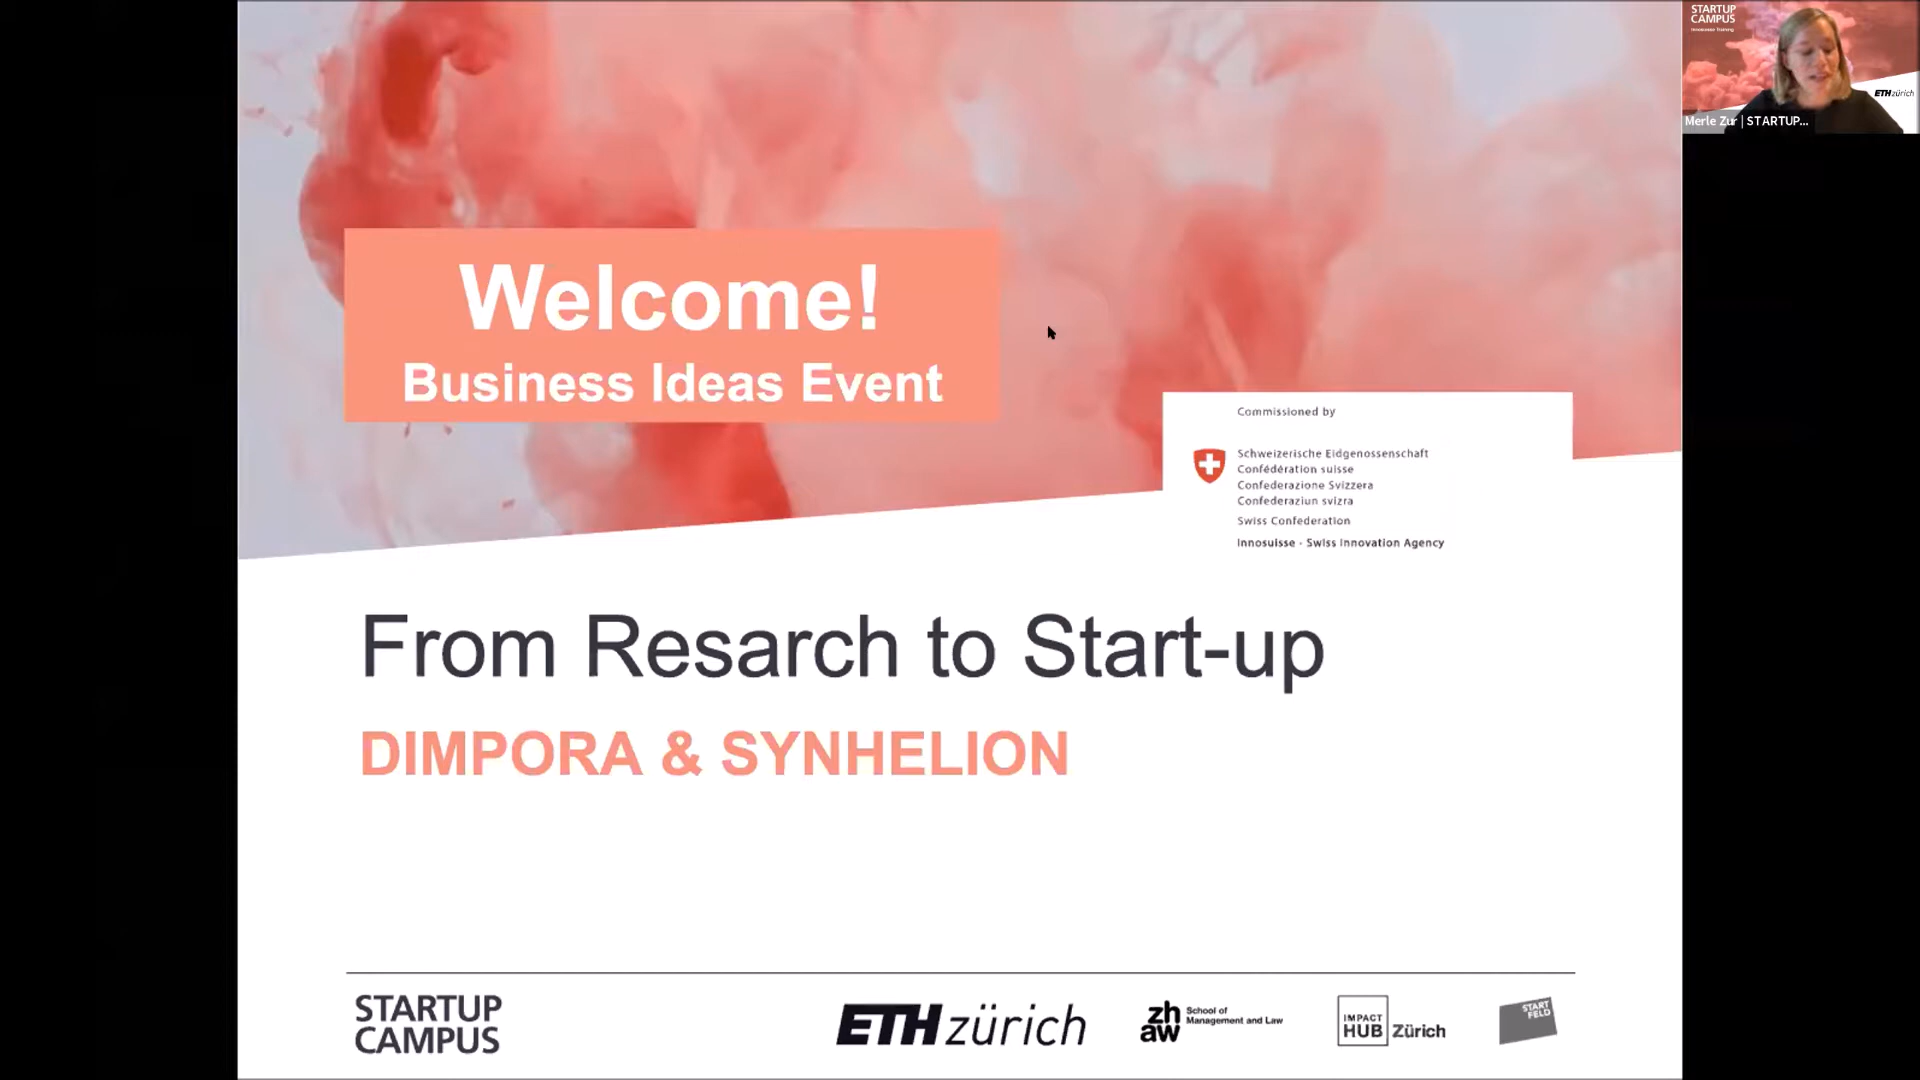 Welcome!
Business Ideas Event
Commissioned by
Schweizerische Eidgenossenschaft
Confédération suisse
Confederazione Svizzera
Confederaziun svizra
Swiss Confederation
Innosuisse - Swiss Innovation Agency
From Resarch to Start-up
DIMPORA & SYNHELION
STARTUP
CAMPUS
ETH zürich
zh
aw
School of
Management and Law
IMPACT
HUB Zürich
START
FELD
STARTUP
CAMPUS
ETH zürich
Merle Zur | STARTUP...